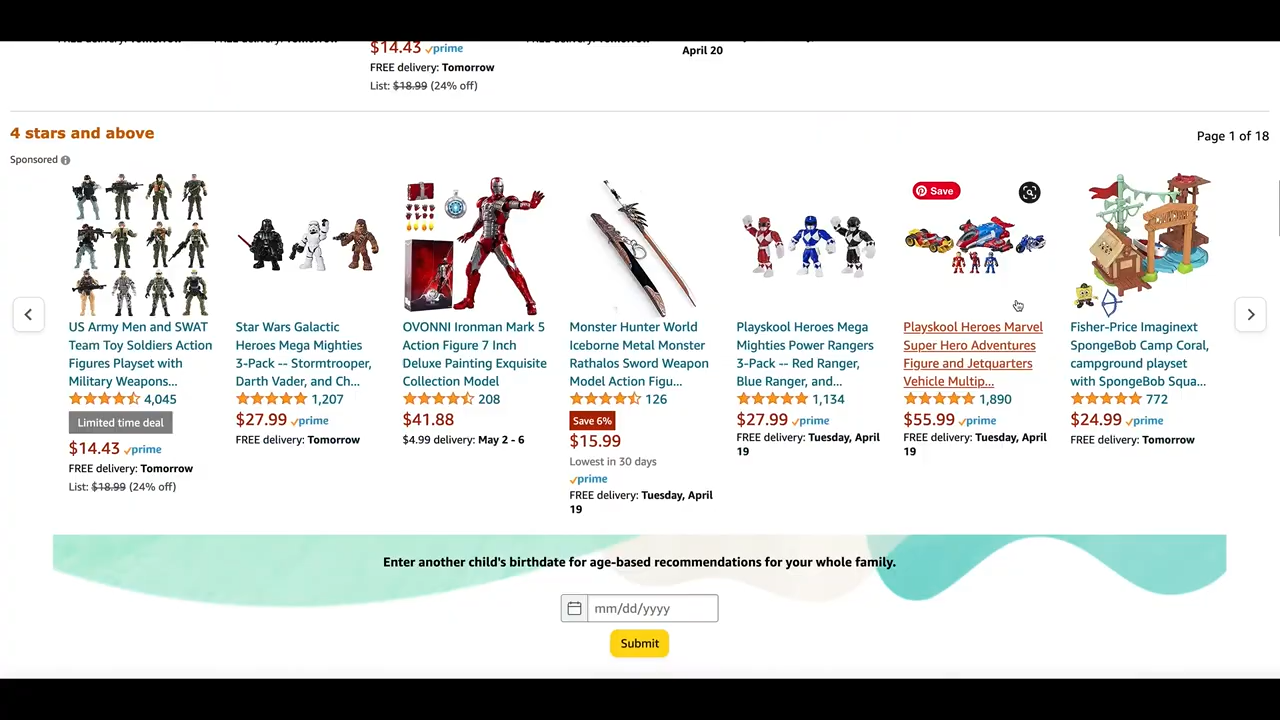 $14.43 prime
FREE delivery: Tomorrow
List: $18.99 (24% off)
April 20
4 stars and above
Page 1 of 18
Sponsored
Save
US Army Men and SWAT
Team Toy Soldiers Action
Figures Playset with
Military Weapons...
4,045
Limited time deal
$14.43 prime
FREE delivery: Tomorrow
List: $18.99 (24% off)
Star Wars Galactic
Heroes Mega Mighties
3-Pack -- Stormtrooper,
Darth Vader, and Ch...
1,207
$27.99 prime
FREE delivery: Tomorrow
OVONNI Ironman Mark 5
Action Figure 7 Inch
Deluxe Painting Exquisite
Collection Model
208
$41.88
$4.99 delivery: May 2 - 6
Monster Hunter World
Iceborne Metal Monster
Rathalos Sword Weapon
Model Action Figu...
126
Save 6%
$15.99
Lowest in 30 days
prime
FREE delivery: Tuesday, April
19
Playskool Heroes Mega
Mighties Power Rangers
3-Pack -- Red Ranger,
Blue Ranger, and...
1,134
$27.99 prime
FREE delivery: Tuesday, April
19
Playskool Heroes Marvel
Super Hero Adventures
Figure and Jetquarters
Vehicle Multip...
1,890
$55.99 prime
FREE delivery: Tuesday, April
19
Fisher-Price Imaginext
SpongeBob Camp Coral,
campground playset
with SpongeBob Squa...
772
$24.99 prime
FREE delivery: Tomorrow
Enter another child's birthdate for age-based recommendations for your whole family.
mm/dd/yyyy
Submit